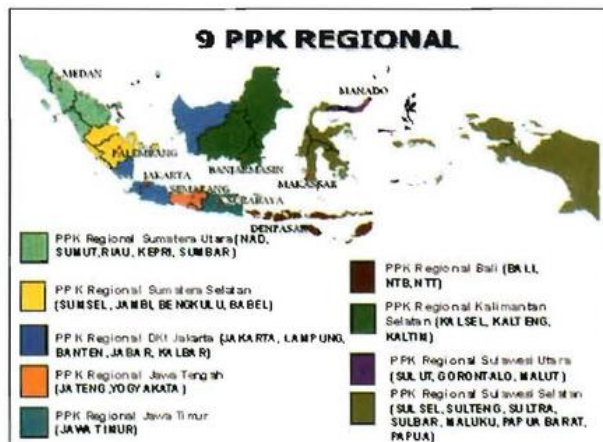 9 PPK REGIONAL
MEDAN
MANADO
PALEMBANG
BANJARMASIN
JAKARTA
MAKASSAR
SEMARANG
SURABAYA
DENPASAR
PPK Regional Sumatera Utara (NAD,
SUMUT,RIAU, KEPRI, SUMBAR)
PPK Regional Sumatera Selatan
(SUMSEL, JAMBI, BENGKULU, BABEL)
PPK Regional DKI Jakarta (JAKARTA, LAMPUNG,
BANTEN, JABAR, KALBAR)
PPK Regional Jawa Tengah
(JATENG,YOGYAKATA)
PPK Regional Jawa Timur
(JAWA TIMUR)
PPK Regional Bali (BALI,
NTB,NTT)
PPK Regional Kalimantan
Selatan (KALSEL, KALTENG,
KALTIM)
PPK Regional Sulawesi Utara
(SULUT, GORONTALO, MALUT)
PPK Regional Sulawesi Selatan
(SULSEL, SULTENG, SULTRA,
SULBAR, MALUKU, PAPUA BARAT,
PAPUA)